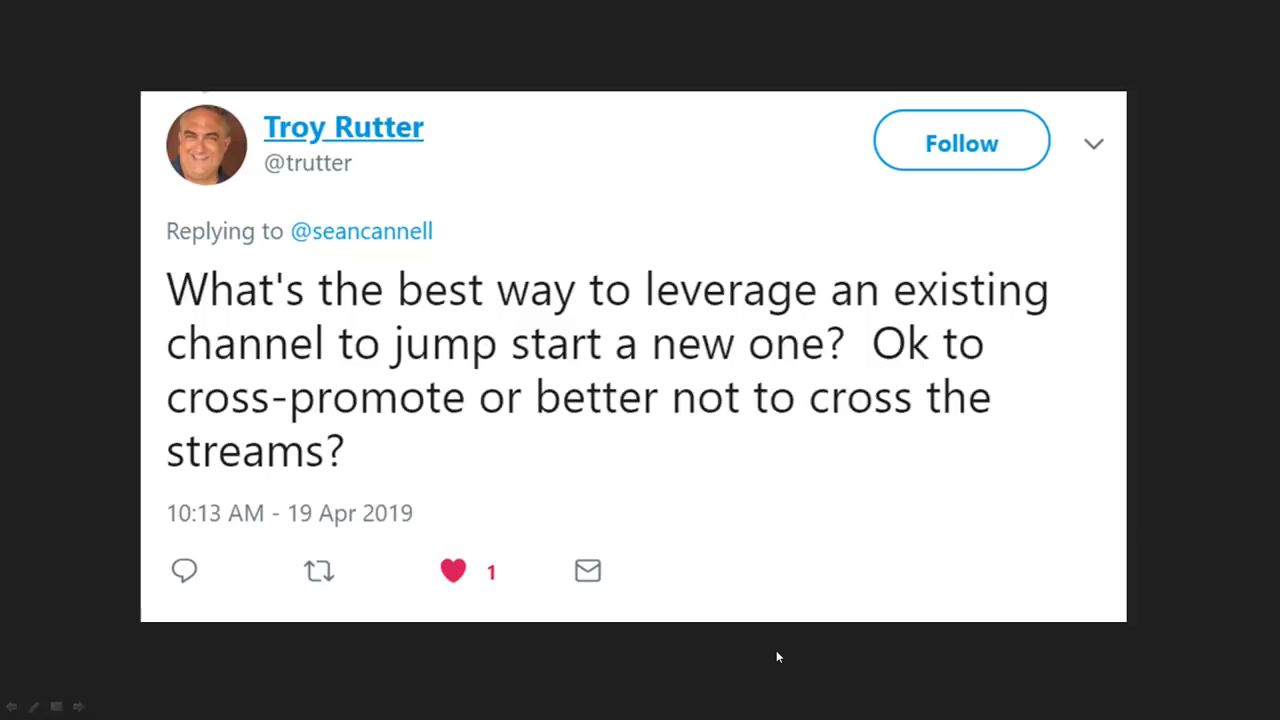 Troy Rutter
Follow
@trutter
Replying to @seancannell
What's the best way to leverage an existing
channel to jump start a new one?  Ok to
cross-promote or better not to cross the
streams?
10:13 AM - 19 Apr 2019
1